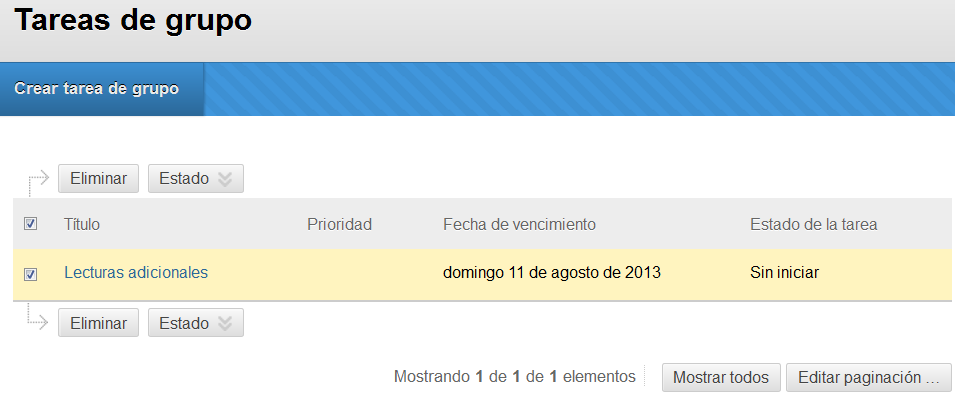 Tareas de grupo
Crear tarea de grupo
Eliminar Estado
Título Prioridad Fecha de vencimiento Estado de la tarea
Lecturas adicionales domingo 11 de agosto de 2013 Sin iniciar
Eliminar Estado
Mostrando 1 de 1 de 1 elementos Mostrar todos Editar paginación ...